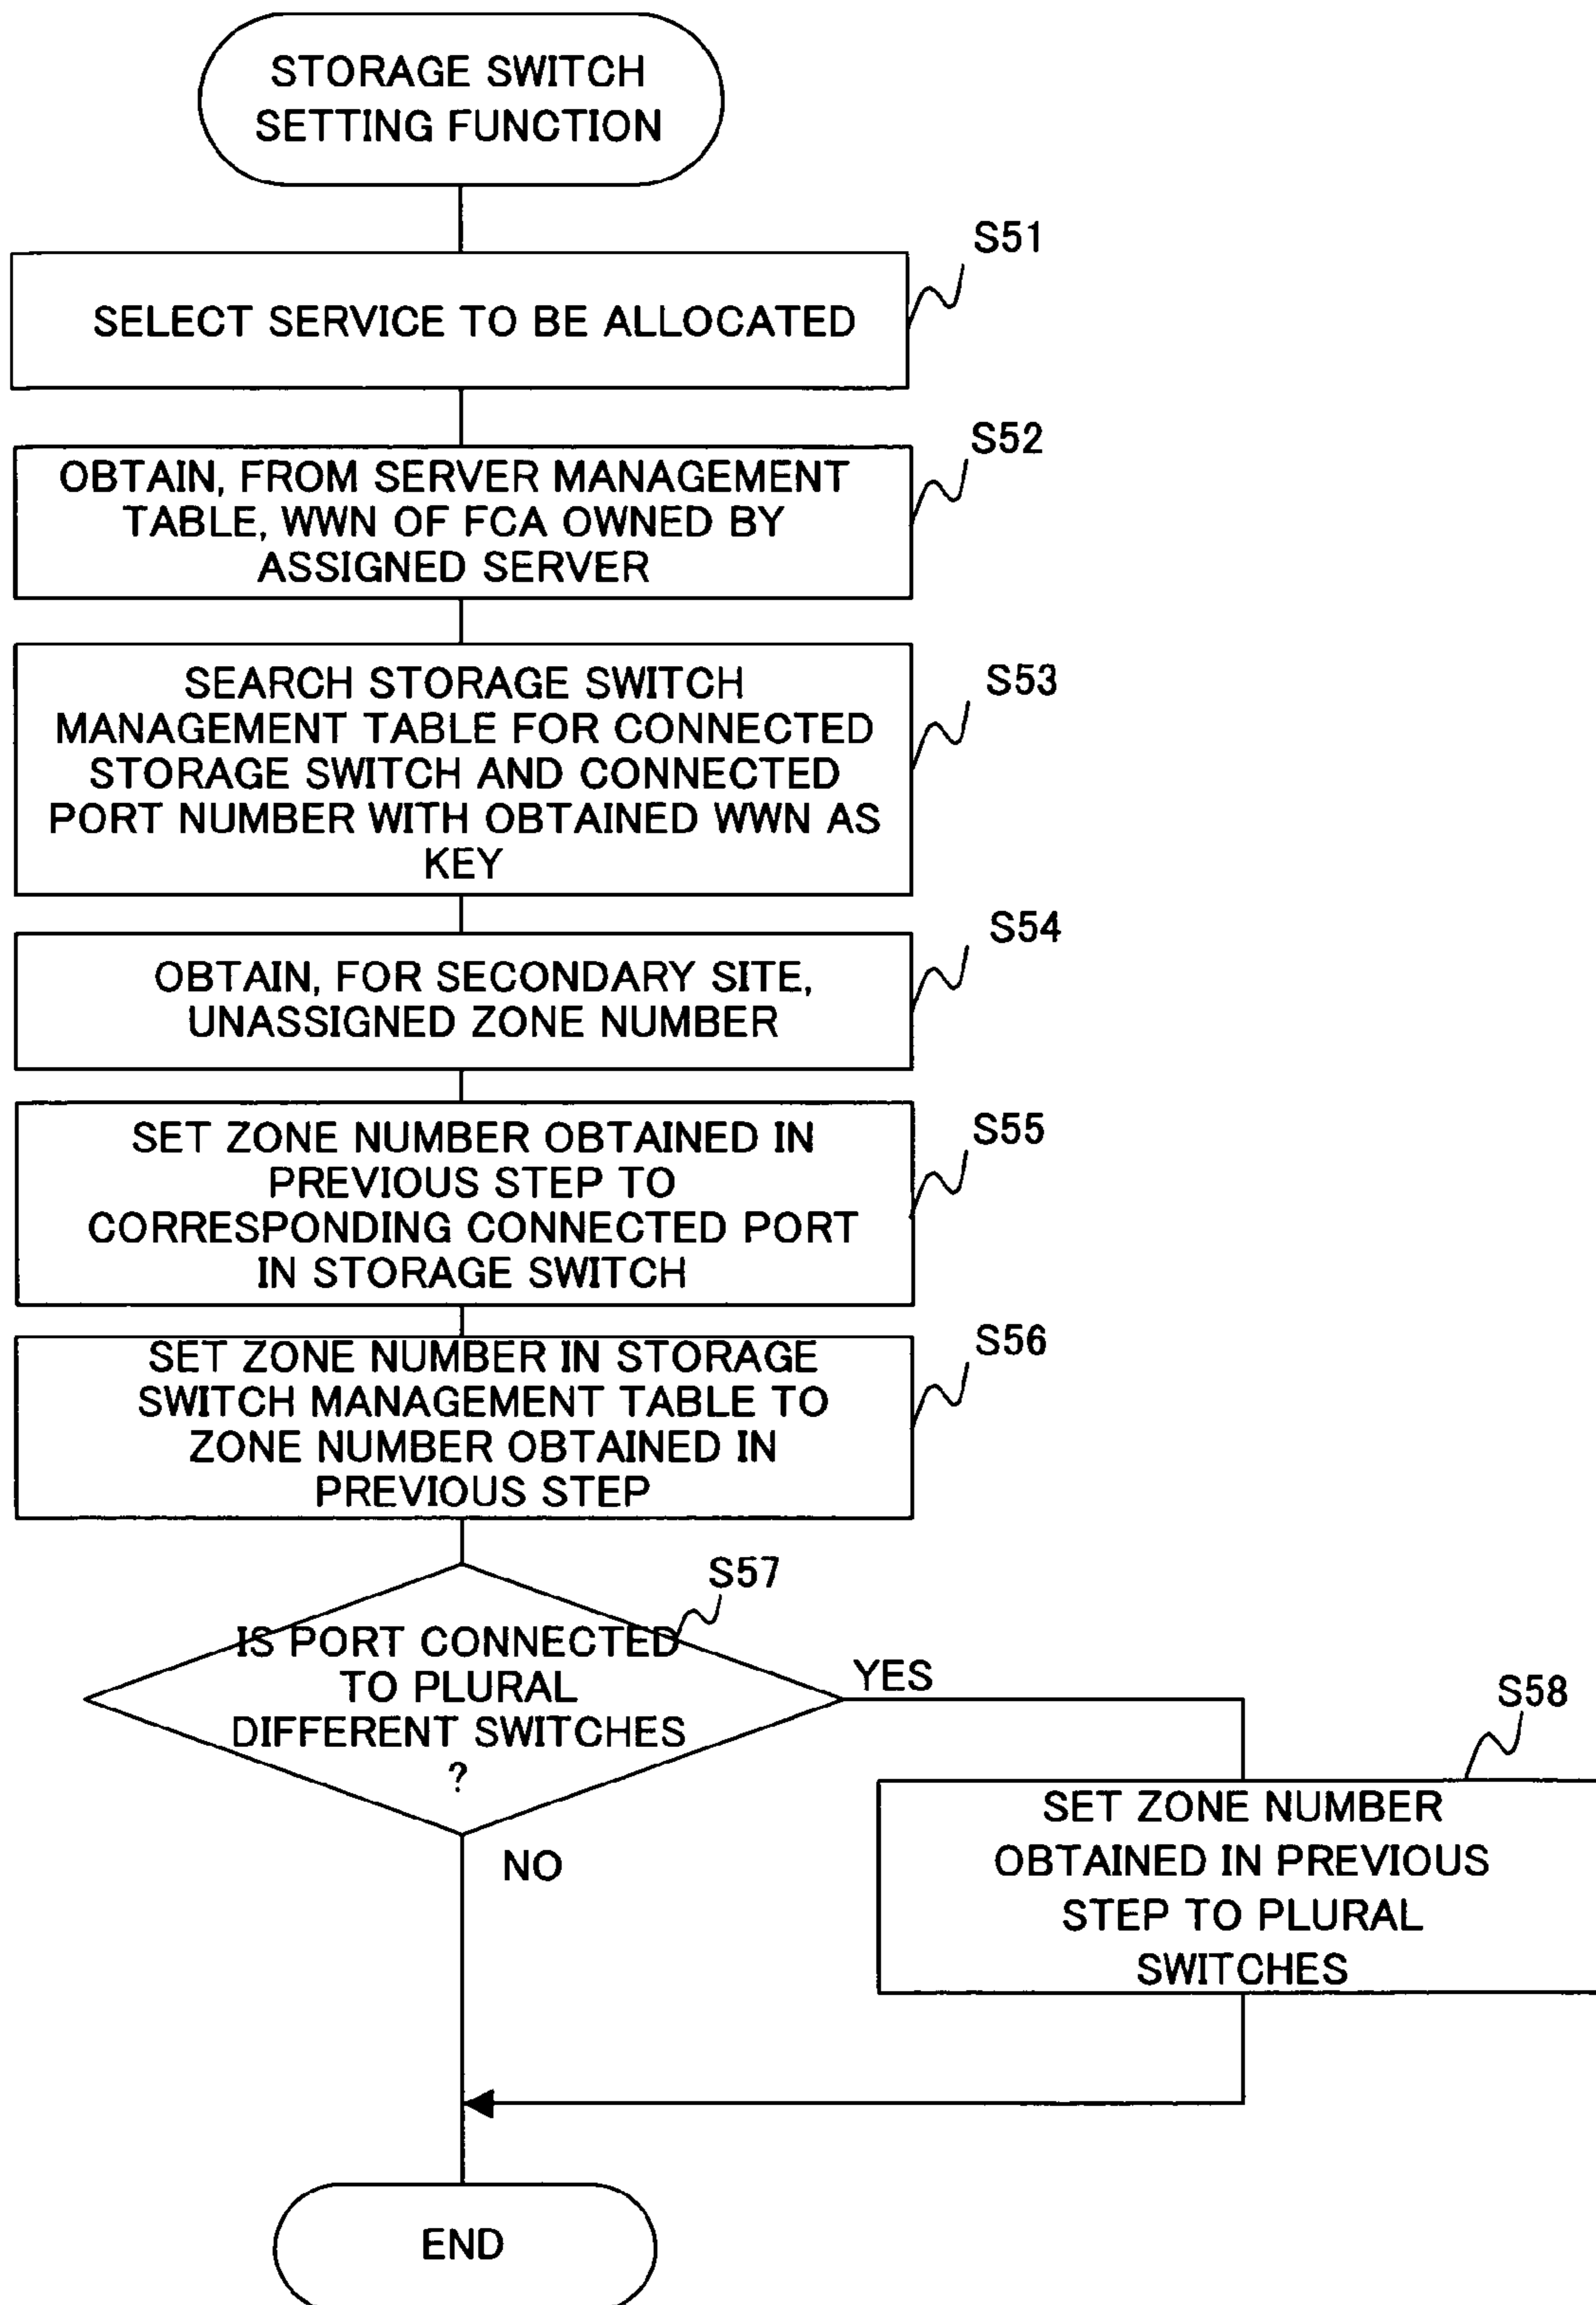 STORAGE SWITCH
SETTING FUNCTION
S51
SELECT SERVICE TO BE ALLOCATED
S52
OBTAIN, FROM SERVER MANAGEMENT
TABLE, WWN OF FCA OWNED BY
ASSIGNED SERVER
S53
SEARCH STORAGE SWITCH
MANAGEMENT TABLE FOR CONNECTED
STORAGE SWITCH AND CONNECTED
PORT NUMBER WITH OBTAINED WWN AS
KEY
S54
OBTAIN, FOR SECONDARY SITE,
UNASSIGNED ZONE NUMBER
S55
SET ZONE NUMBER OBTAINED IN
PREVIOUS STEP TO
CORRESPONDING CONNECTED PORT
IN STORAGE SWITCH
S56
SET ZONE NUMBER IN STORAGE
SWITCH MANAGEMENT TABLE TO
ZONE NUMBER OBTAINED IN
PREVIOUS STEP
S57
IS PORT CONNECTED
TO PLURAL
DIFFERENT SWITCHES
?
YES
NO
S58
SET ZONE NUMBER
OBTAINED IN PREVIOUS
STEP TO PLURAL
SWITCHES
END